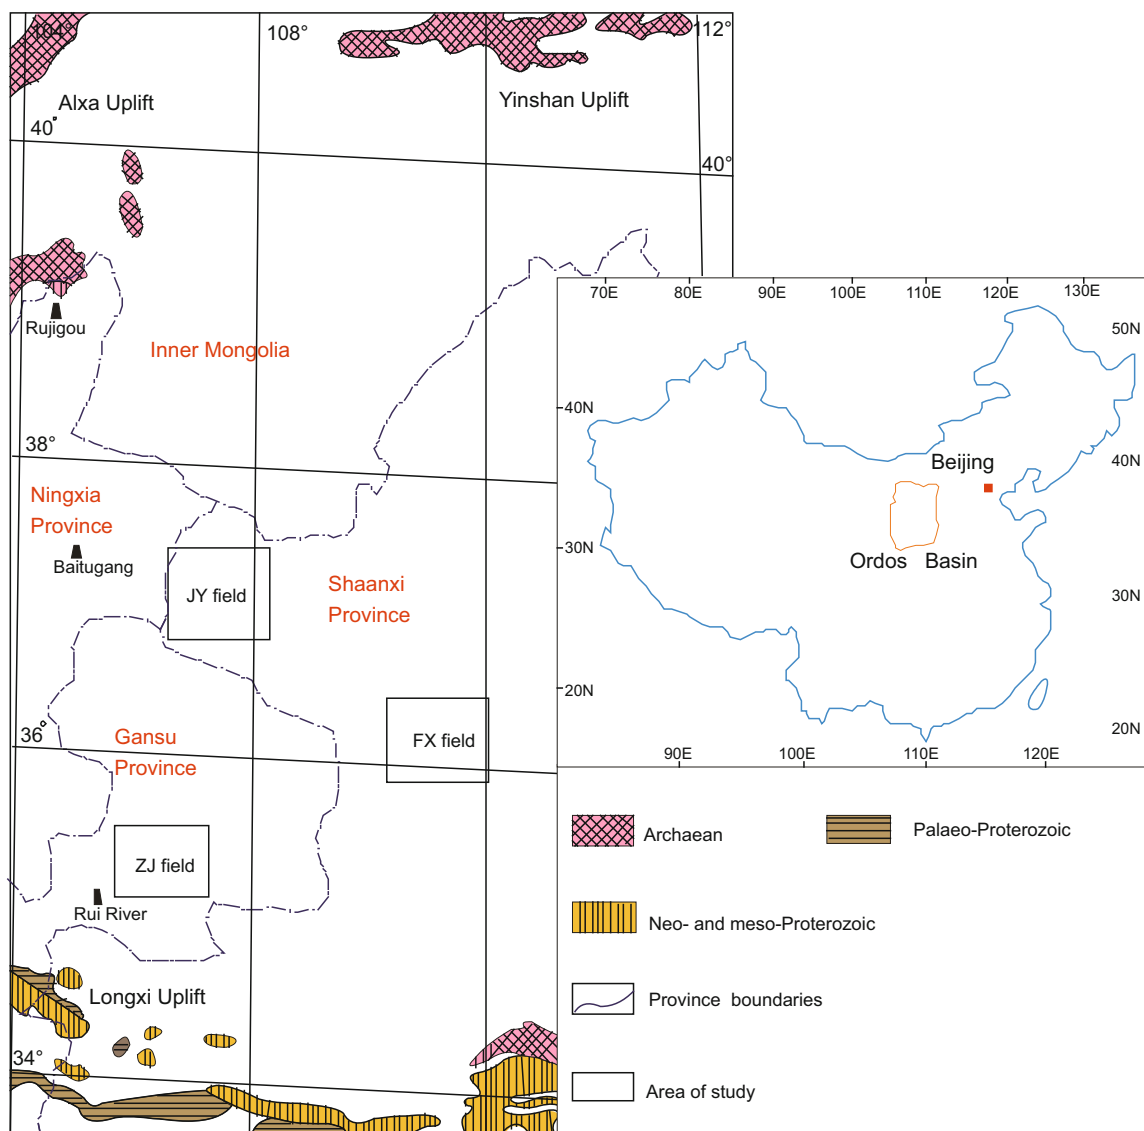 104°
108°
112°
Alxa Uplift
Yinshan Uplift
40°
40°
Rujigou
Inner Mongolia
38°
Ningxia
Province
Baitugang
JY field
Shaanxi
Province
36°
Gansu
Province
FX field
ZJ field
Rui River
Longxi Uplift
34°
70E
80E
90E
100E
110E
120E
130E
50N
40N
40N
Beijing
30N
Ordos Basin
30N
20N
20N
90E
100E
110E
120E
Archaean
Palaeo-Proterozoic
Neo- and meso-Proterozoic
Province boundaries
Area of study